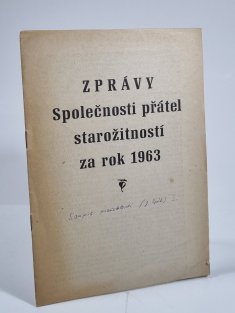 ZPRÁVY
Společnosti přátel
starožitností
za rok 1963